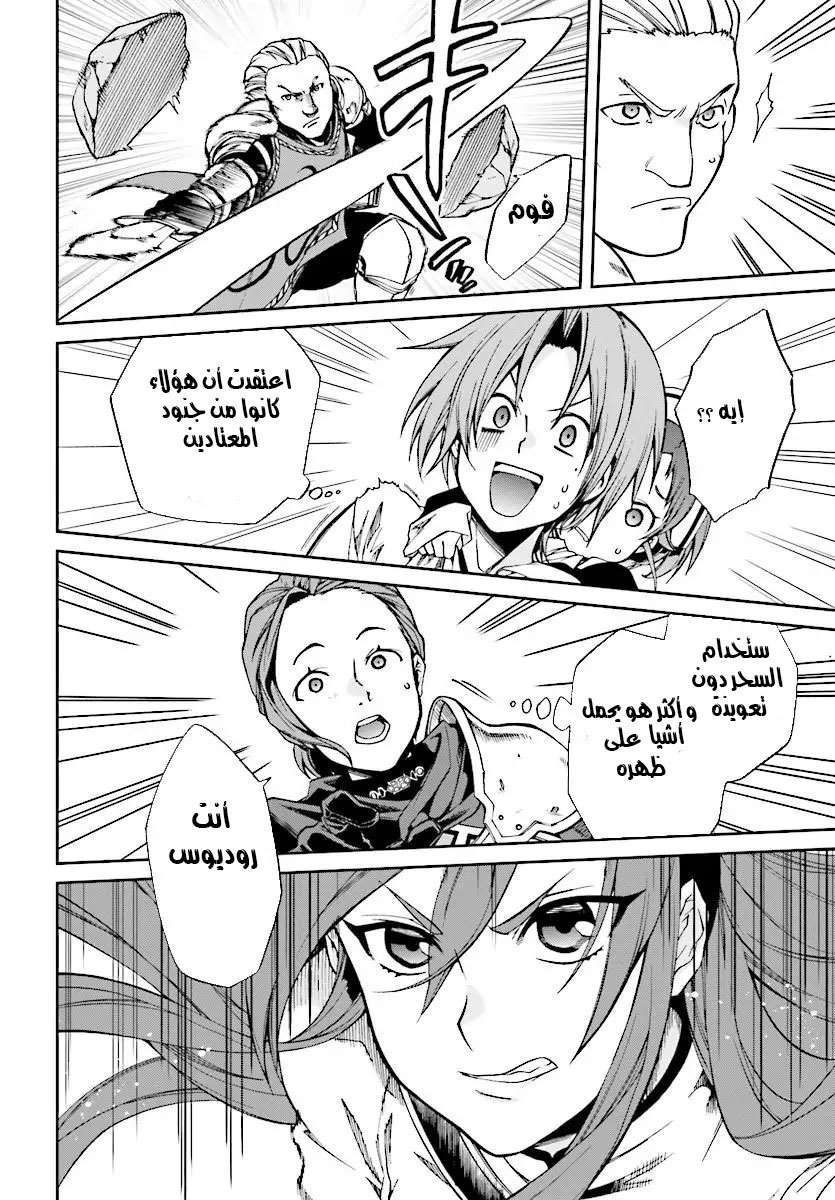 فوم
إيه ؟؟
اعتقدت أن هؤلاء
كانوا من جنود
المعتادين
ستخدام
السحر دون
تعويذة
و أكثر هو يحمل
أشيا على
ظهره
أنت
روديوس